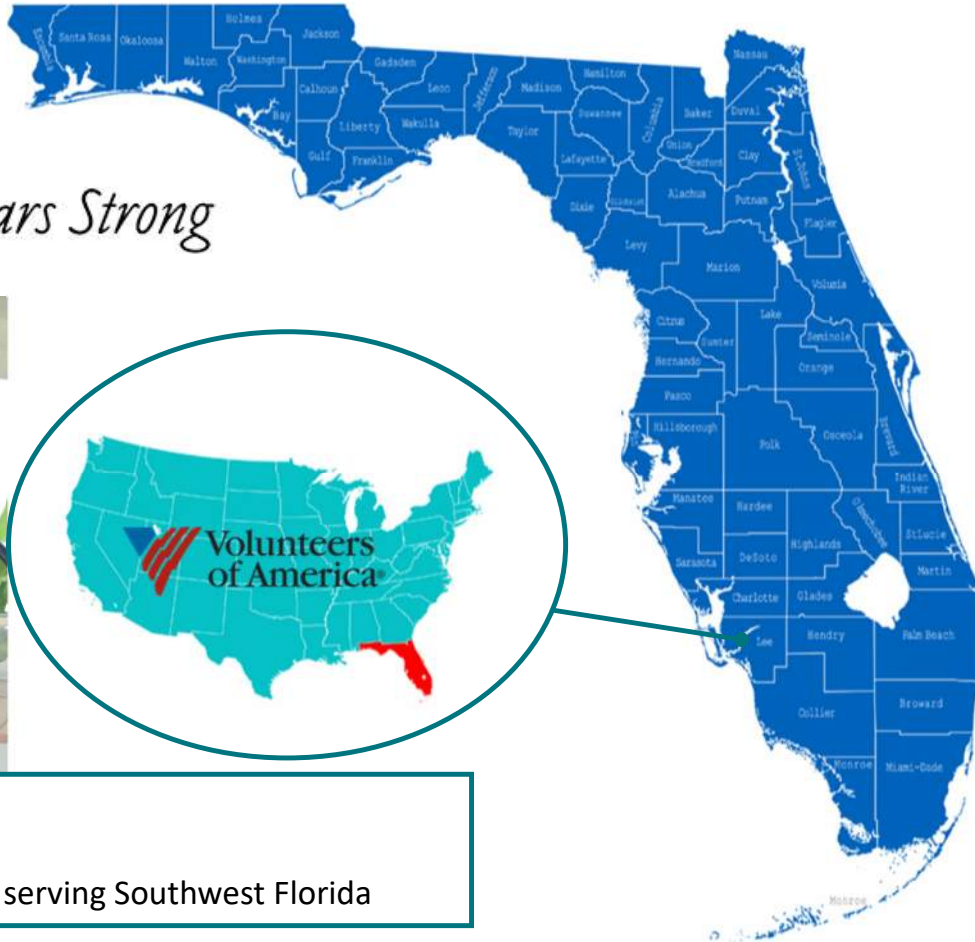 Holmes
Jackson
Escambia
Santa Rosa
Okaloosa
Walton
Washington
Gadsden
Hamilton
Nassau
Calhoun
Leon
Jefferson
Madison
Suwannee
Columbia
Baker
Duval
Bay
Liberty
Wakulla
Taylor
Union
Bradford
Clay
St.Johns
Gulf
Franklin
Lafayette
Alachua
Putnam
Dixie
Flagler
ars Strong
Levy
Marion
Volusia
Citrus
Lake
Sumter
Seminole
Hernando
Orange
Pasco
Hillsborough
Polk
Osceola
Brevard
Indian
River
Manatee
Hardee
Okeechobee
Highlands
StLucie
Sarasota
DeSoto
Martin
Charlotte
Glades
Lee
Hendry
Palm Beach
Volunteers
of America®
Collier
Broward
Monroe
Miami-Dade
serving Southwest Florida
Monroe